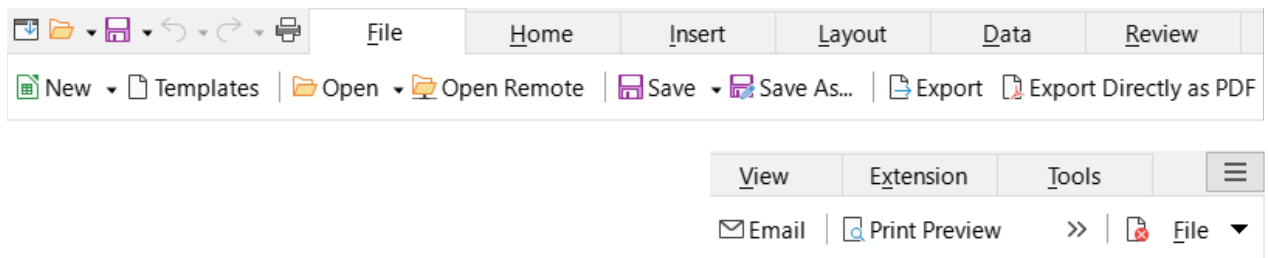 File Home Insert Layout Data Review
New Templates Open Open Remote Save Save As... Export Export Directly as PDF
View Extension Tools
Email Print Preview File